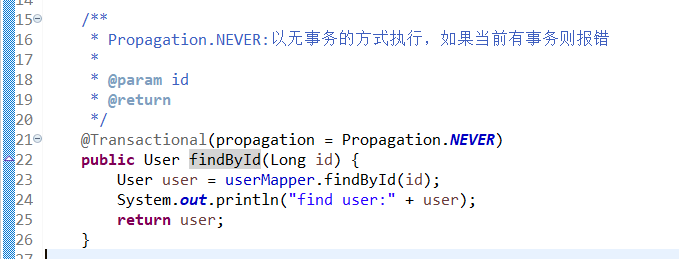 14
15 /**
16 * Propagation.NEVER:以无事务的方式执行，如果当前有事务则报错
17 *
18 * @param id
19 * @return
20 */
21 @Transactional(propagation = Propagation.NEVER)
22 public User findById(Long id) {
23 User user = userMapper.findById(id);
24 System.out.println("find user:" + user);
25 return user;
26 }
27